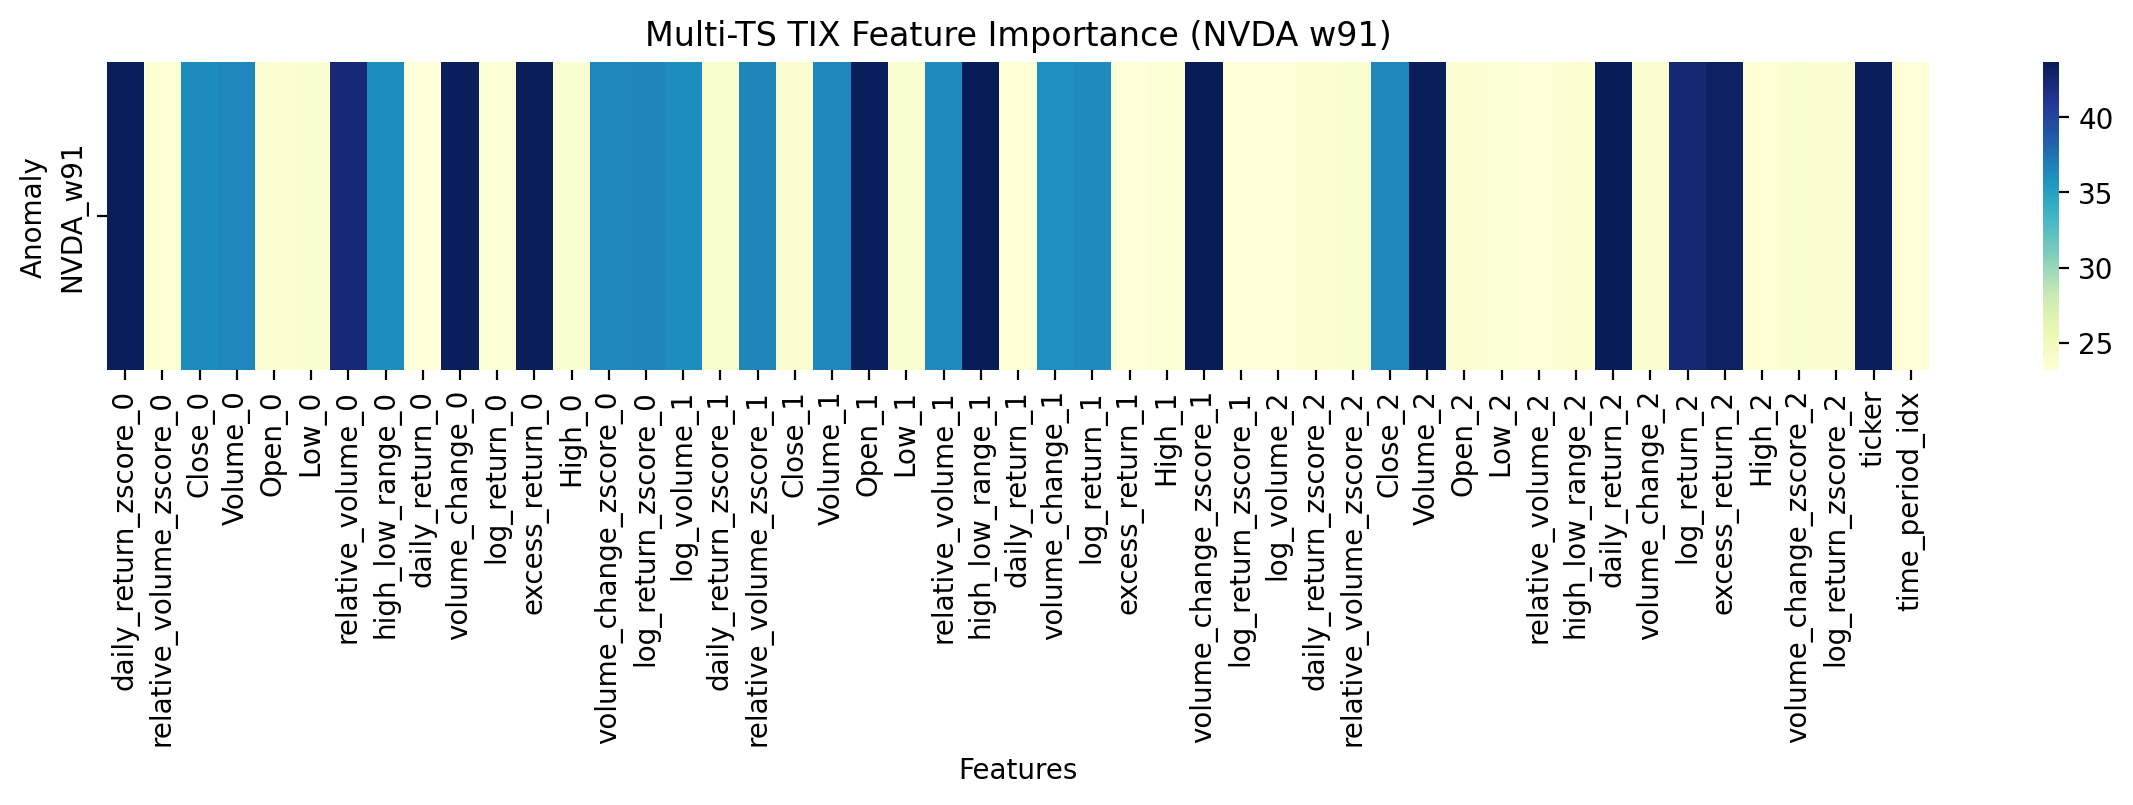 Multi-TS TIX Feature Importance (NVDA w91)
Anomaly
NVDA_w91
40
35
30
25
daily_return_zscore_0
relative_volume_zscore_0
Close_0
Volume_0
Open_0
Low_0
relative_volume_0
high_low_range_0
daily_return_0
volume_change_0
log_return_0
excess_return_0
High_0
volume_change_zscore_0
log_return_zscore_0
log_volume_1
daily_return_zscore_1
relative_volume_zscore_1
Close_1
Volume_1
Open_1
Low_1
relative_volume_1
high_low_range_1
daily_return_1
volume_change_1
log_return_1
excess_return_1
High_1
volume_change_zscore_1
log_return_zscore_1
log_volume_2
daily_return_zscore_2
relative_volume_zscore_2
Close_2
Volume_2
Open_2
Low_2
relative_volume_2
high_low_range_2
daily_return_2
volume_change_2
log_return_2
excess_return_2
High_2
volume_change_zscore_2
log_return_zscore_2
ticker
time_period_idx
Features